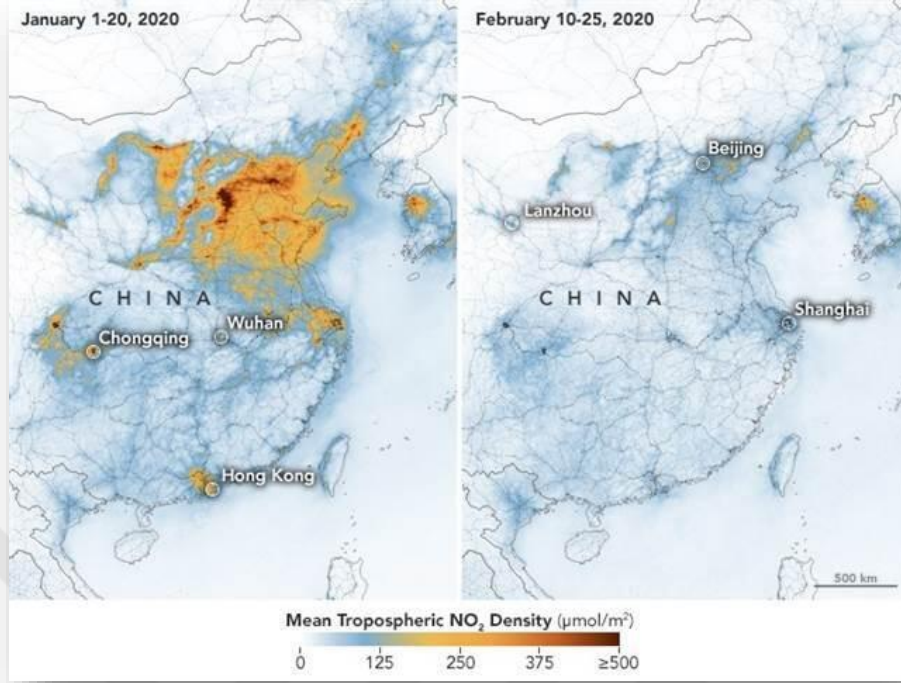 January 1-20, 2020
CHINA
Wuhan
Chongqing
Hong Kong
February 10-25, 2020
Beijing
Lanzhou
CHINA
Shanghai
500 km
Mean Tropospheric NO₂ Density (μmol/m²)
0 125 250 375 ≥500